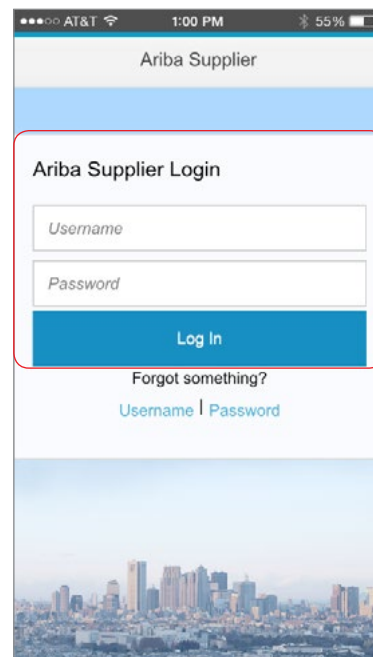 AT&T 1:00 PM 55%
Ariba Supplier
Ariba Supplier Login
Username
Password
Log In
Forgot something?
Username | Password